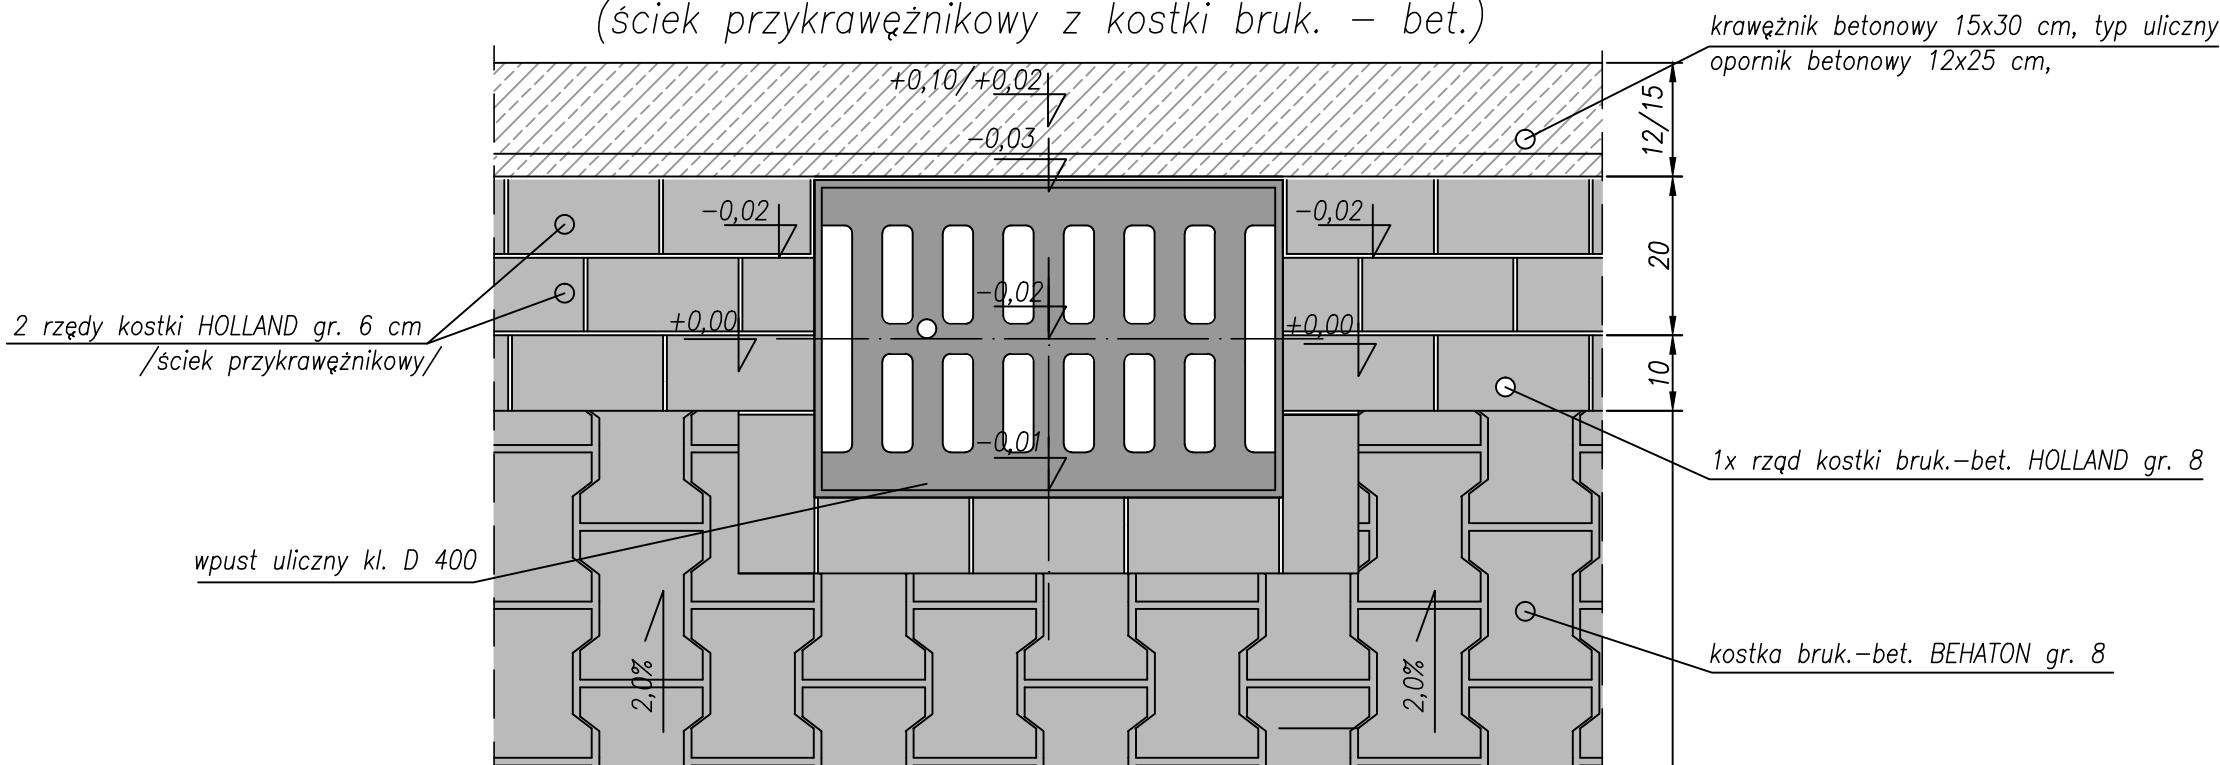 (ściek przykrawężnikowy z kostki bruk. – bet.)
krawężnik betonowy 15x30 cm, typ uliczny
opornik betonowy 12x25 cm,
+0,10/+0,02
12/15
-0,03
-0,02
-0,02
20
-0,02
2 rzędy kostki HOLLAND gr. 6 cm
/ściek przykrawężnikowy/
+0,00
+0,00
10
-0,01
1x rząd kostki bruk.-bet. HOLLAND gr. 8
wpust uliczny kl. D 400
kostka bruk.-bet. BEHATON gr. 8
2,0%
2,0%